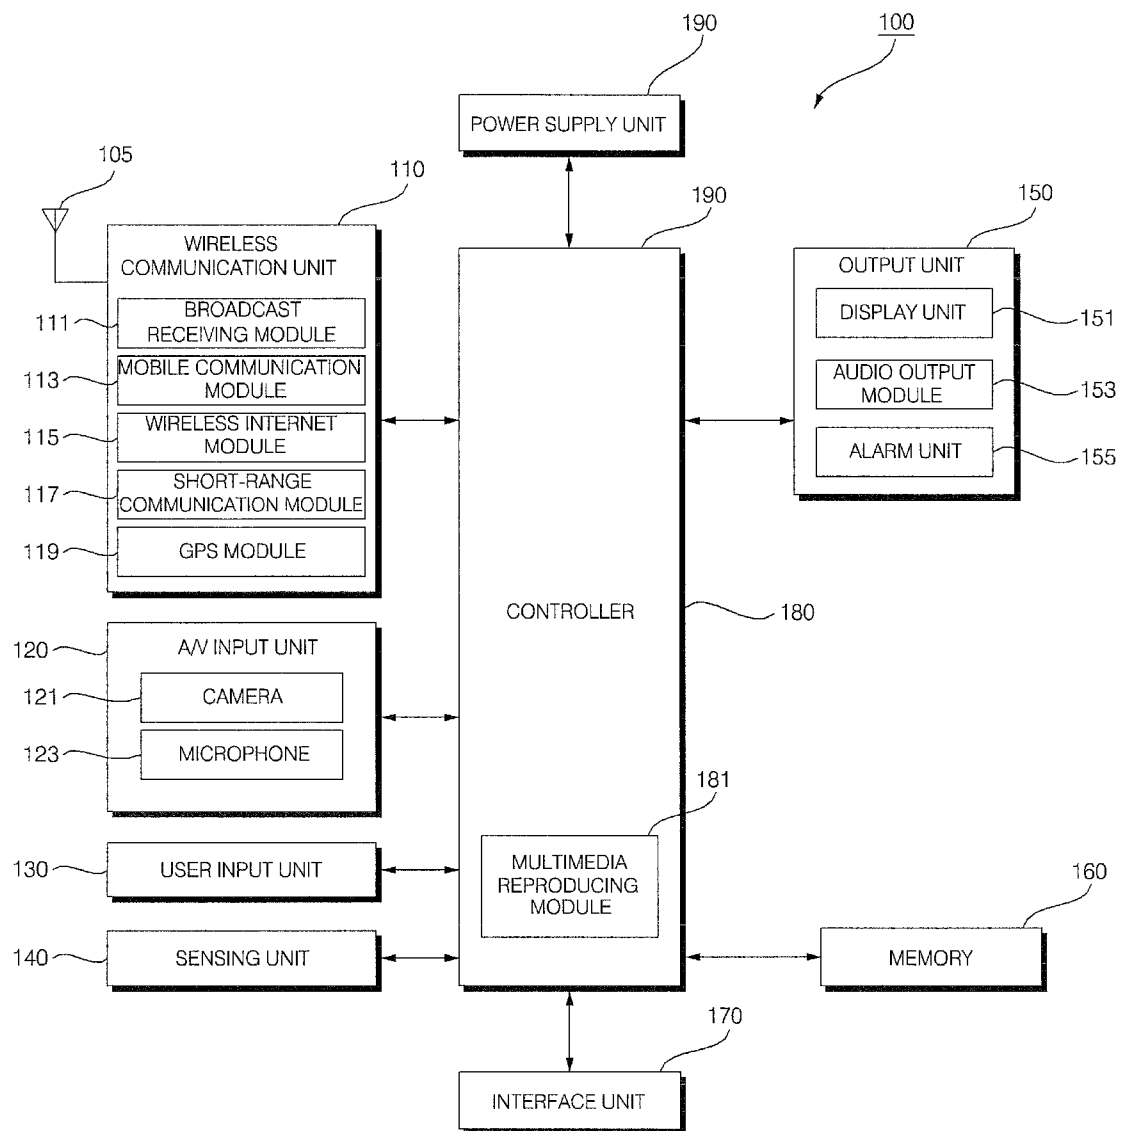 100
190
POWER SUPPLY UNIT
105
110
WIRELESS
COMMUNICATION UNIT
111
BROADCAST
RECEIVING MODULE
113
MOBILE COMMUNICATION
MODULE
115
WIRELESS INTERNET
MODULE
117
SHORT-RANGE
COMMUNICATION MODULE
119
GPS MODULE
120
A/V INPUT UNIT
121
CAMERA
123
MICROPHONE
130
USER INPUT UNIT
140
SENSING UNIT
190
CONTROLLER
180
181
MULTIMEDIA
REPRODUCING
MODULE
150
OUTPUT UNIT
DISPLAY UNIT
151
AUDIO OUTPUT
MODULE
153
ALARM UNIT
155
160
MEMORY
170
INTERFACE UNIT